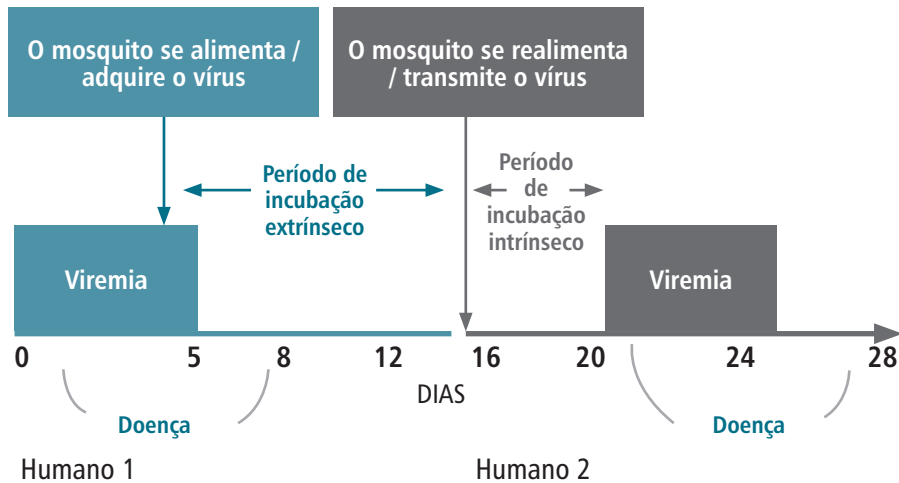 O mosquito se alimenta /
adquire o vírus
O mosquito se realimenta
/ transmite o vírus
Período de
incubação
extrínseco
Período
de
incubação
intrínseco
Viremia
Viremia
0 5 8 12 16 20 24 28
DIAS
Doença
Doença
Humano 1
Humano 2